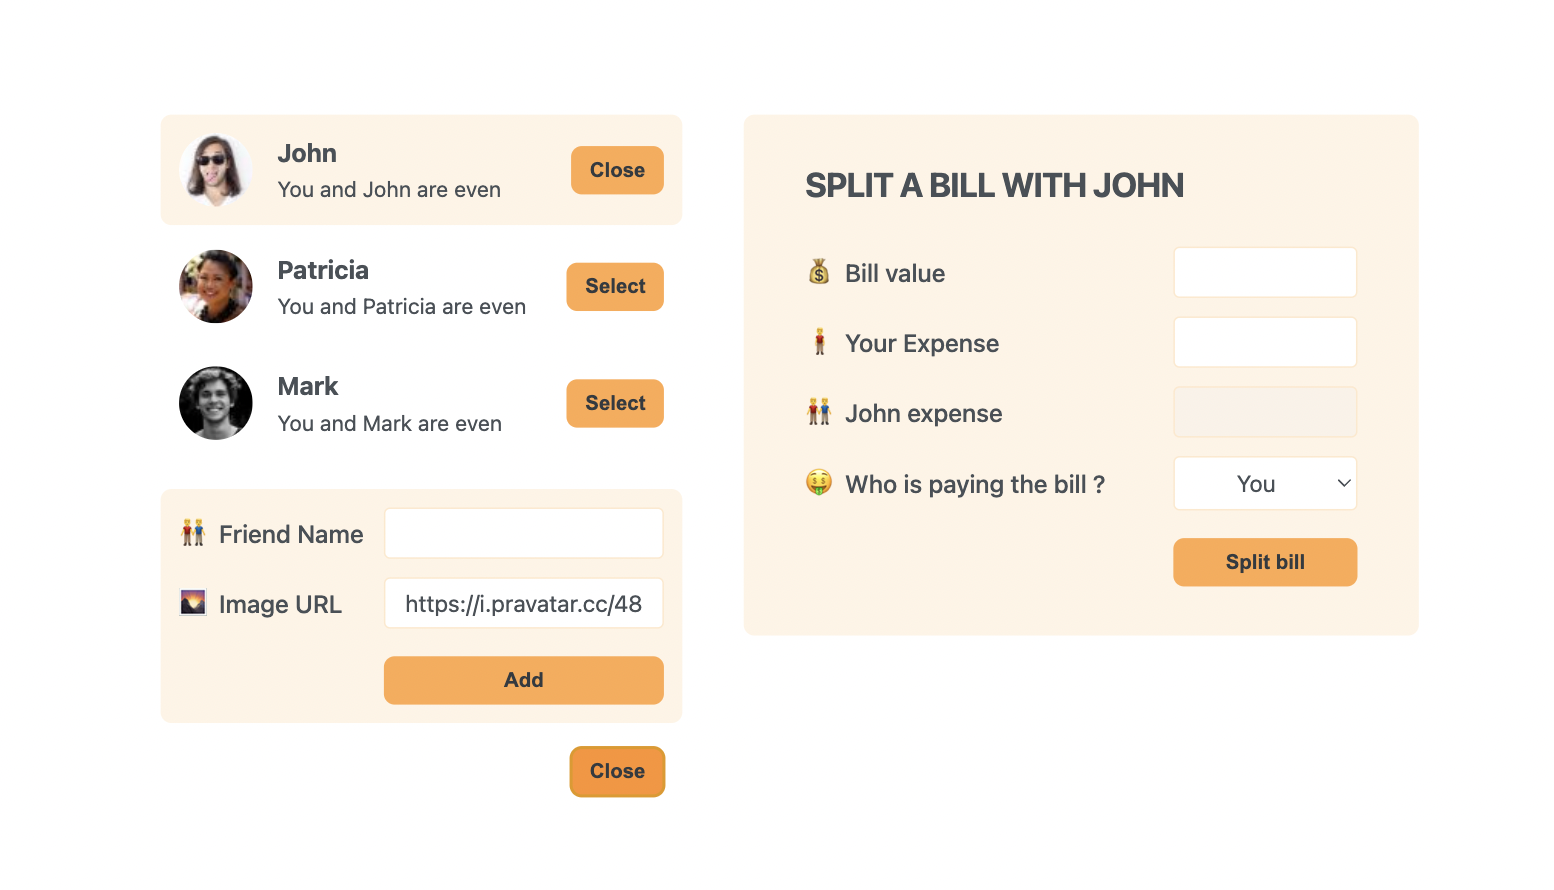 John
You and John are even
Close
Patricia
You and Patricia are even
Select
Mark
You and Mark are even
Select
Friend Name
Image URL
https://i.pravatar.cc/48
Add
Close
SPLIT A BILL WITH JOHN
Bill value
Your Expense
John expense
Who is paying the bill ?
You
Split bill